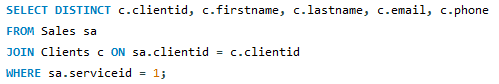 SELECT DISTINCT c.clientid, c.firstname, c.lastname, c.email, c.phone
FROM Sales sa
JOIN Clients c ON sa.clientid = c.clientid
WHERE sa.serviceid = 1;